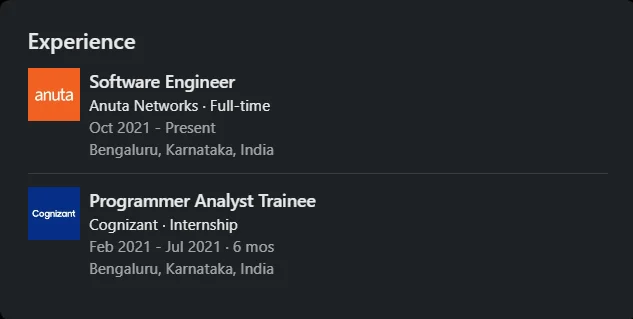 Experience
anuta
Software Engineer
Anuta Networks · Full-time
Oct 2021 - Present
Bengaluru, Karnataka, India
Cognizant
Programmer Analyst Trainee
Cognizant · Internship
Feb 2021 - Jul 2021 · 6 mos
Bengaluru, Karnataka, India